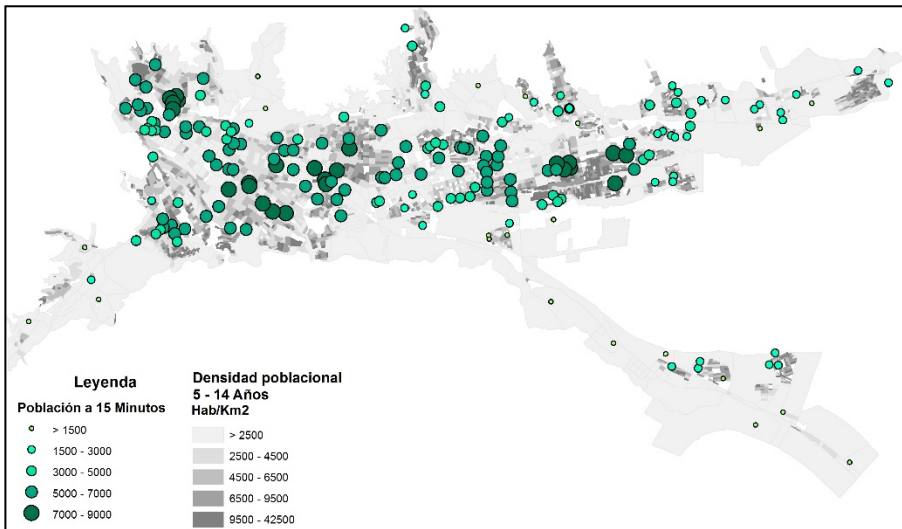 Leyenda
Población a 15 Minutos
> 1500
1500 - 3000
3000 - 5000
5000 - 7000
7000 - 9000
Densidad poblacional
5 - 14 Años
Hab/Km2
> 2500
2500 - 4500
4500 - 6500
6500 - 9500
9500 - 42500